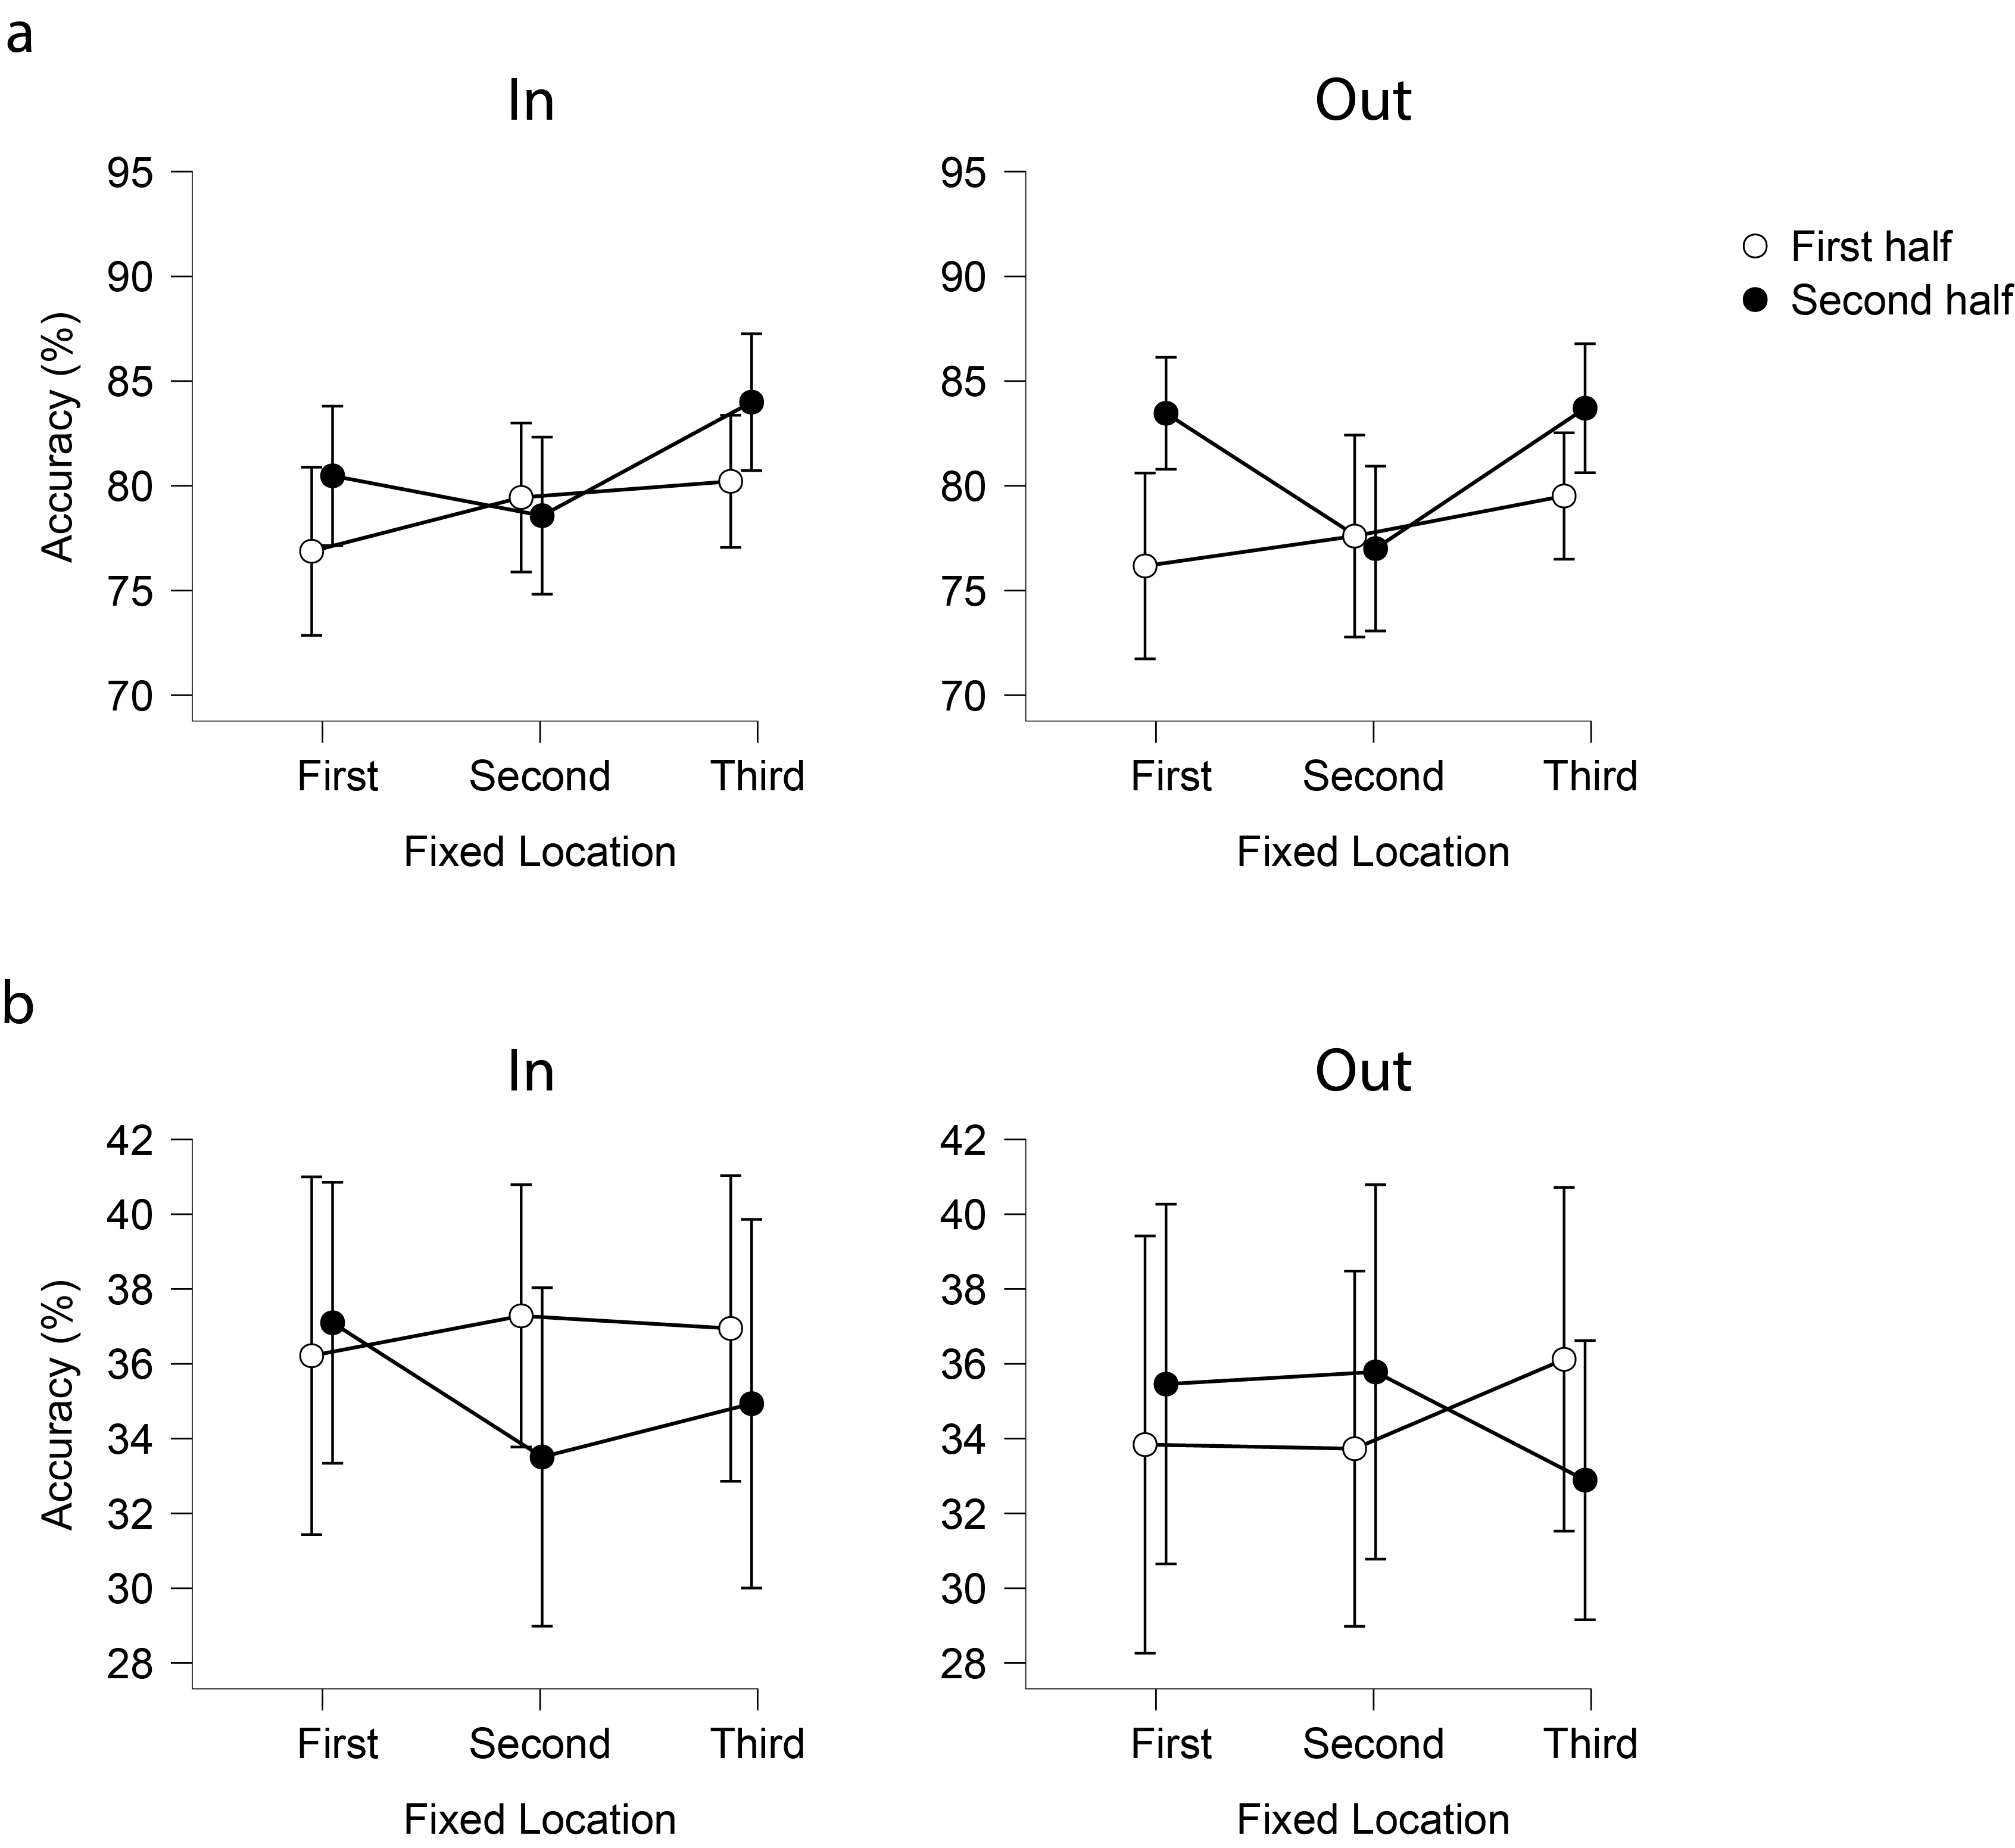 a
In
Out
95
90
85
80
75
70
Accuracy (%)
First
Second
Third
Fixed Location
95
90
85
80
75
70
First
Second
Third
Fixed Location
First half
Second half
b
In
Out
42
40
38
36
34
32
30
28
Accuracy (%)
First
Second
Third
Fixed Location
42
40
38
36
34
32
30
28
First
Second
Third
Fixed Location